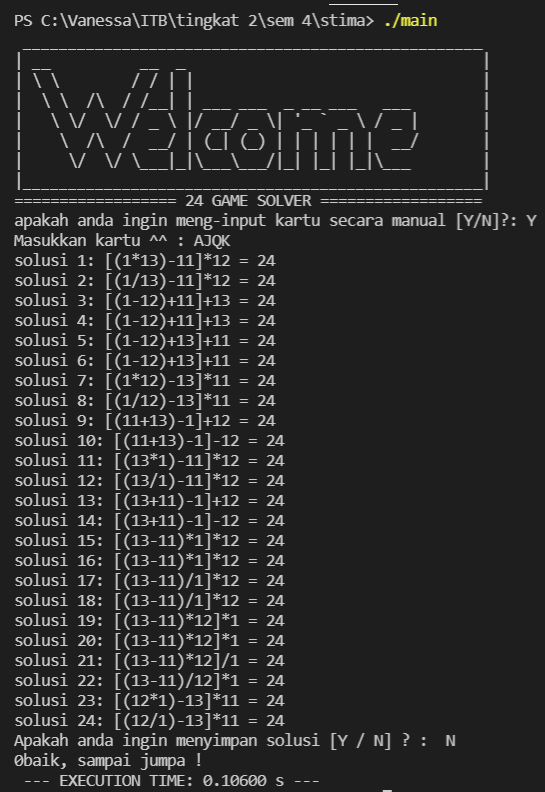 PS C:\Vanessa\ITB\tingkat 2\sem 4\stima> ./main
Welcome
================== 24 GAME SOLVER ==================
apakah anda ingin meng-input kartu secara manual [Y/N]?: Y
Masukkan kartu ^^ : AJQK
solusi 1: [(1*13)-11]*12 = 24
solusi 2: [(1/13)-11]*12 = 24
solusi 3: [(1-12)+11]+13 = 24
solusi 4: [(1-12)+11]+13 = 24
solusi 5: [(1-12)+13]+11 = 24
solusi 6: [(1-12)+13]+11 = 24
solusi 7: [(1*12)-13]*11 = 24
solusi 8: [(1/12)-13]*11 = 24
solusi 9: [(11+13)-1]+12 = 24
solusi 10: [(11+13)-1]-12 = 24
solusi 11: [(13*1)-11]*12 = 24
solusi 12: [(13/1)-11]*12 = 24
solusi 13: [(13+11)-1]+12 = 24
solusi 14: [(13+11)-1]-12 = 24
solusi 15: [(13-11)*1]*12 = 24
solusi 16: [(13-11)*1]*12 = 24
solusi 17: [(13-11)/1]*12 = 24
solusi 18: [(13-11)/1]*12 = 24
solusi 19: [(13-11)*12]*1 = 24
solusi 20: [(13-11)*12]*1 = 24
solusi 21: [(13-11)*12]/1 = 24
solusi 22: [(13-11)/12]*1 = 24
solusi 23: [(12*1)-13]*11 = 24
solusi 24: [(12/1)-13]*11 = 24
Apakah anda ingin menyimpan solusi [Y / N] ? :  N
0baik, sampai jumpa !
--- EXECUTION TIME: 0.10600 s ---